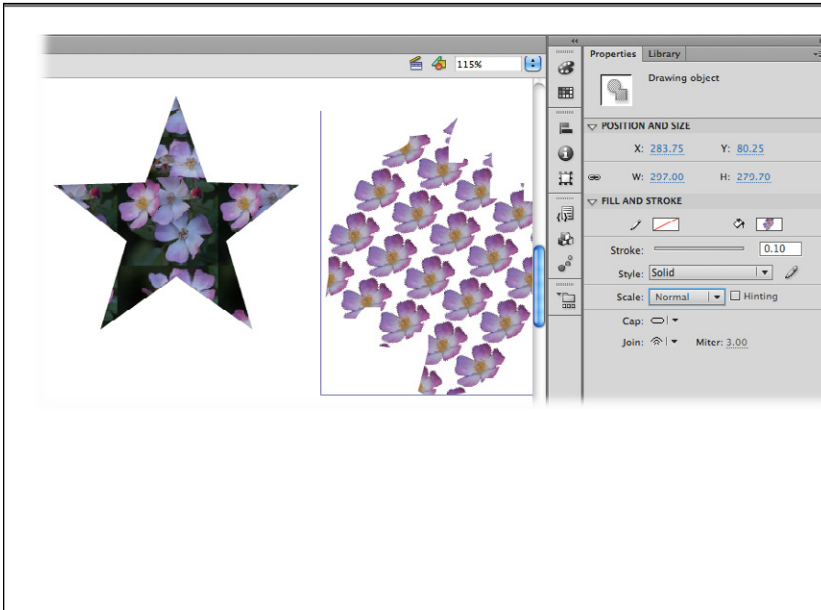 115%
Properties Library
Drawing object
POSITION AND SIZE
X: 283.75 Y: 80.25
W: 297.00 H: 279.70
FILL AND STROKE
Stroke: 0.10
Style: Solid
Scale: Normal Hinting
Cap:
Join: Miter: 3.00